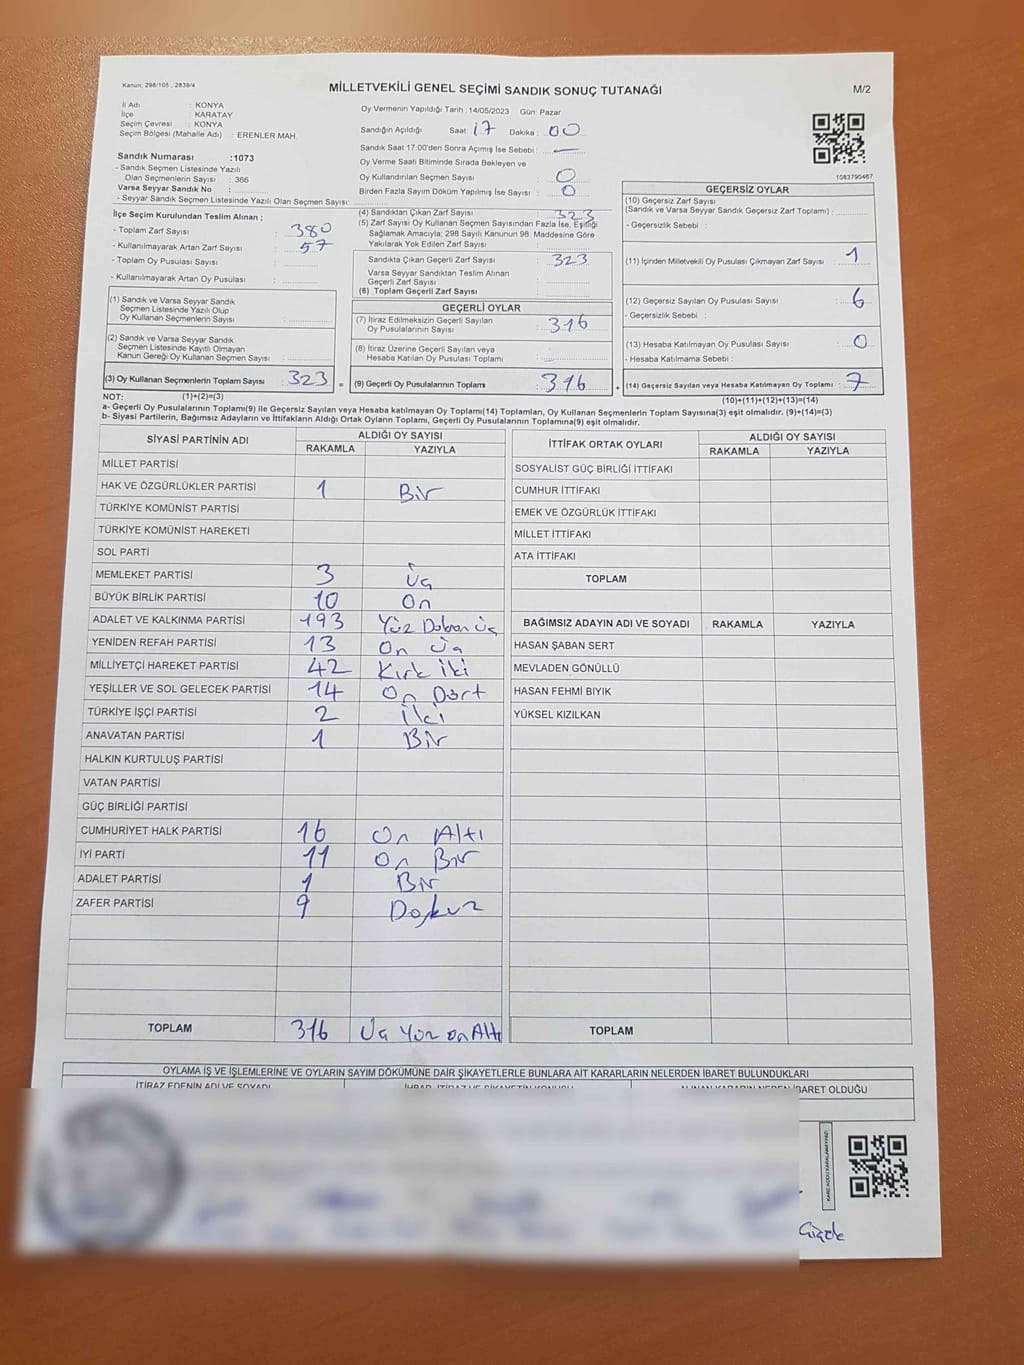 Kanun; 298/105 ; 2839/4
MİLLETVEKİLİ GENEL SEÇİMİ SANDIK SONUÇ TUTANAĞI
M/2
İl Adı : KONYA
İlçe : KARATAY
Seçim Çevresi : KONYA
Seçim Bölgesi (Mahalle Adı) : ERENLER MAH.
Oy Vermenin Yapıldığı Tarih : 14/05/2023 Gün: Pazar
Sandığın Açıldığı Saat: 17 Dakika : 00
Sandık Saat 17:00'den Sonra Açımış İse Sebebi : —
Oy Verme Saati Bitiminde Sırada Bekleyen ve
Oy Kullandırılan Seçmen Sayısı : 0
Birden Fazla Sayım Döküm Yapılmış İse Sayısı : 0
1083790467
Sandık Numarası :1073
- Sandık Seçmen Listesinde Yazılı
Olan Seçmenlerin Sayısı : 366
Varsa Seyyar Sandık No :
- Seyyar Sandık Seçmen Listesinde Yazılı Olan Seçmen Sayısı:
İlçe Seçim Kurulundan Teslim Alınan ;
- Toplam Zarf Sayısı : 380
- Kullanılmayarak Artan Zarf Sayısı : 57
- Toplam Oy Pusulası Sayısı :
- Kullanılmayarak Artan Oy Pusulası :
(1) Sandık ve Varsa Seyyar Sandık
Seçmen Listesinde Yazılı Olup
Oy Kullanan Seçmenlerin Sayısı :
(2) Sandık ve Varsa Seyyar Sandık
Seçmen Listesinde Kayıtlı Olmayan
Kanun Gereği Oy Kullanan Seçmen Sayısı :
(3) Oy Kullanan Seçmenlerin Toplam Sayısı : 323 =
(4) Sandıktan Çıkan Zarf Sayısı : 323
(5) Zarf Sayısı Oy Kullanan Seçmen Sayısından Fazla İse, Eşitliği
Sağlamak Amacıyla; 298 Sayılı Kanunun 98. Maddesine Göre
Yakılarak Yok Edilen Zarf Sayısı :
Sandıkta Çıkan Geçerli Zarf Sayısı : 323
Varsa Seyyar Sandıktan Teslim Alınan
Geçerli Zarf Sayısı :
(6) Toplam Geçerli Zarf Sayısı :
GEÇERLİ OYLAR
(7) İtiraz Edilmeksizin Geçerli Sayılan
Oy Pusulalarının Sayısı : 316
(8) İtiraz Üzerine Geçerli Sayılan veya
Hesaba Katılan Oy Pusulası Toplamı :
(9) Geçerli Oy Pusulalarının Toplamı : 316 +
GEÇERSİZ OYLAR
(10) Geçersiz Zarf Sayısı
(Sandık ve Varsa Seyyar Sandık Geçersiz Zarf Toplamı) :
- Geçersizlik Sebebi :
(11) İçinden Milletvekili Oy Pusulası Çıkmayan Zarf Sayısı : 1
(12) Geçersiz Sayılan Oy Pusulası Sayısı : 6
- Geçersizlik Sebebi :
(13) Hesaba Katılmayan Oy Pusulası Sayısı : 0
- Hesaba Katılmama Sebebi :
(14) Geçersiz Sayılan veya Hesaba Katılmayan Oy Toplamı : 7
NOT: (1)+(2)=(3) (10)+(11)+(12)+(13)=(14)
a- Geçerli Oy Pusulalarının Toplamı(9) ile Geçersiz Sayılan veya Hesaba katılmayan Oy Toplamı(14) Toplamları, Oy Kullanan Seçmenlerin Toplam Sayısına(3) eşit olmalıdır. (9)+(14)=(3)
b- Siyasi Partilerin, Bağımsız Adayların ve İttifakların Aldığı Ortak Oyların Toplamı, Geçerli Oy Pusulalarının Toplamına(9) eşit olmalıdır.
SİYASİ PARTİNİN ADI ALDIĞI OY SAYISI
RAKAMLA YAZIYLA
MİLLET PARTİSİ
HAK VE ÖZGÜRLÜKLER PARTİSİ 1 Bir
TÜRKİYE KOMÜNİST PARTİSİ
TÜRKİYE KOMÜNİST HAREKETİ
SOL PARTİ
MEMLEKET PARTİSİ 3 Üç
BÜYÜK BİRLİK PARTİSİ 10 On
ADALET VE KALKINMA PARTİSİ 193 Yüz Doksan Üç
YENİDEN REFAH PARTİSİ 13 On Üç
MİLLİYETÇİ HAREKET PARTİSİ 42 Kırk İki
YEŞİLLER VE SOL GELECEK PARTİSİ 14 On Dört
TÜRKİYE İŞÇİ PARTİSİ 2 İki
ANAVATAN PARTİSİ 1 Bir
HALKIN KURTULUŞ PARTİSİ
VATAN PARTİSİ
GÜÇ BİRLİĞİ PARTİSİ
CUMHURİYET HALK PARTİSİ 16 On Altı
İYİ PARTİ 11 On Bir
ADALET PARTİSİ 1 Bir
ZAFER PARTİSİ 9 Dokuz
TOPLAM 316 Üç Yüz on Altı
İTTİFAK ORTAK OYLARI ALDIĞI OY SAYISI
RAKAMLA YAZIYLA
SOSYALİST GÜÇ BİRLİĞİ İTTİFAKI
CUMHUR İTTİFAKI
EMEK VE ÖZGÜRLÜK İTTİFAKI
MİLLET İTTİFAKI
ATA İTTİFAKI
TOPLAM
BAĞIMSIZ ADAYIN ADI VE SOYADI RAKAMLA YAZIYLA
HASAN ŞABAN SERT
MEVLADEN GÖNÜLLÜ
HASAN FEHMİ BIYIK
YÜKSEL KIZILKAN
TOPLAM
OYLAMA İŞ VE İŞLEMLERİNE VE OYLARIN SAYIM DÖKÜMÜNE DAİR ŞİKAYETLERLE BUNLARA AİT KARARLARIN NELERDEN İBARET BULUNDUKLARI
İTİRAZ EDENİN ADI VE SOYADI
İBARET OLDUĞU
KARE KODU KARALAMAYINIZ!